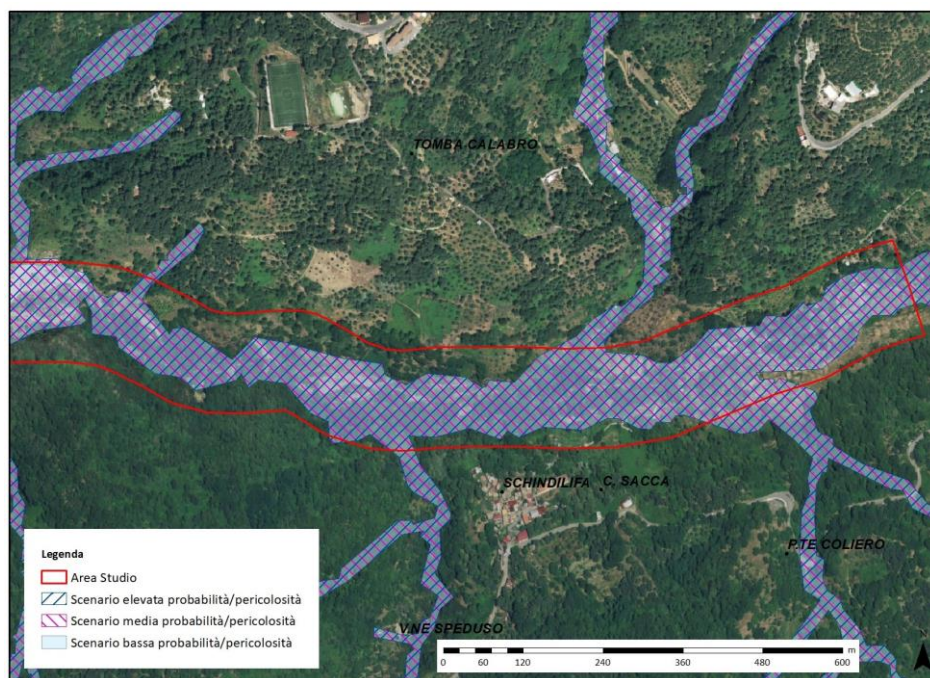 TOMBA CALABRO
SCHINDILIFA
C. SACCA
P.TE COLIERO
V.NE SPEDUSO
Legenda
Area Studio
Scenario elevata probabilità/pericolosità
Scenario media probabilità/pericolosità
Scenario bassa probabilità/pericolosità
m
0 60 120 240 360 480 600